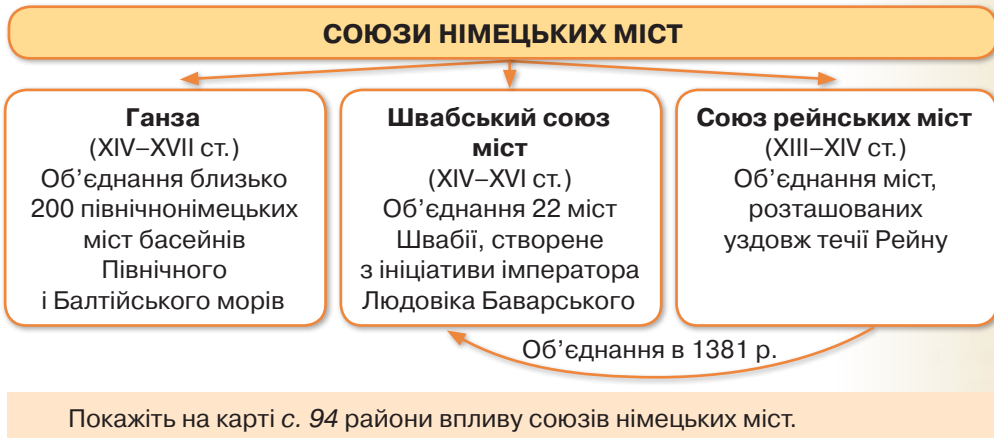 СОЮЗИ НІМЕЦЬКИХ МІСТ
Ганза
(XIV–XVII ст.)
Об’єднання близько
200 північнонімецьких
міст басейнів
Північного
і Балтійського морів
Швабський союз
міст
(XIV–XVI ст.)
Об’єднання 22 міст
Швабії, створене
з ініціативи імператора
Людовіка Баварського
Союз рейнських міст
(XIII–XIV ст.)
Об’єднання міст,
розташованих
уздовж течії Рейну
Об’єднання в 1381 р.
Покажіть на карті с. 94 райони впливу союзів німецьких міст.